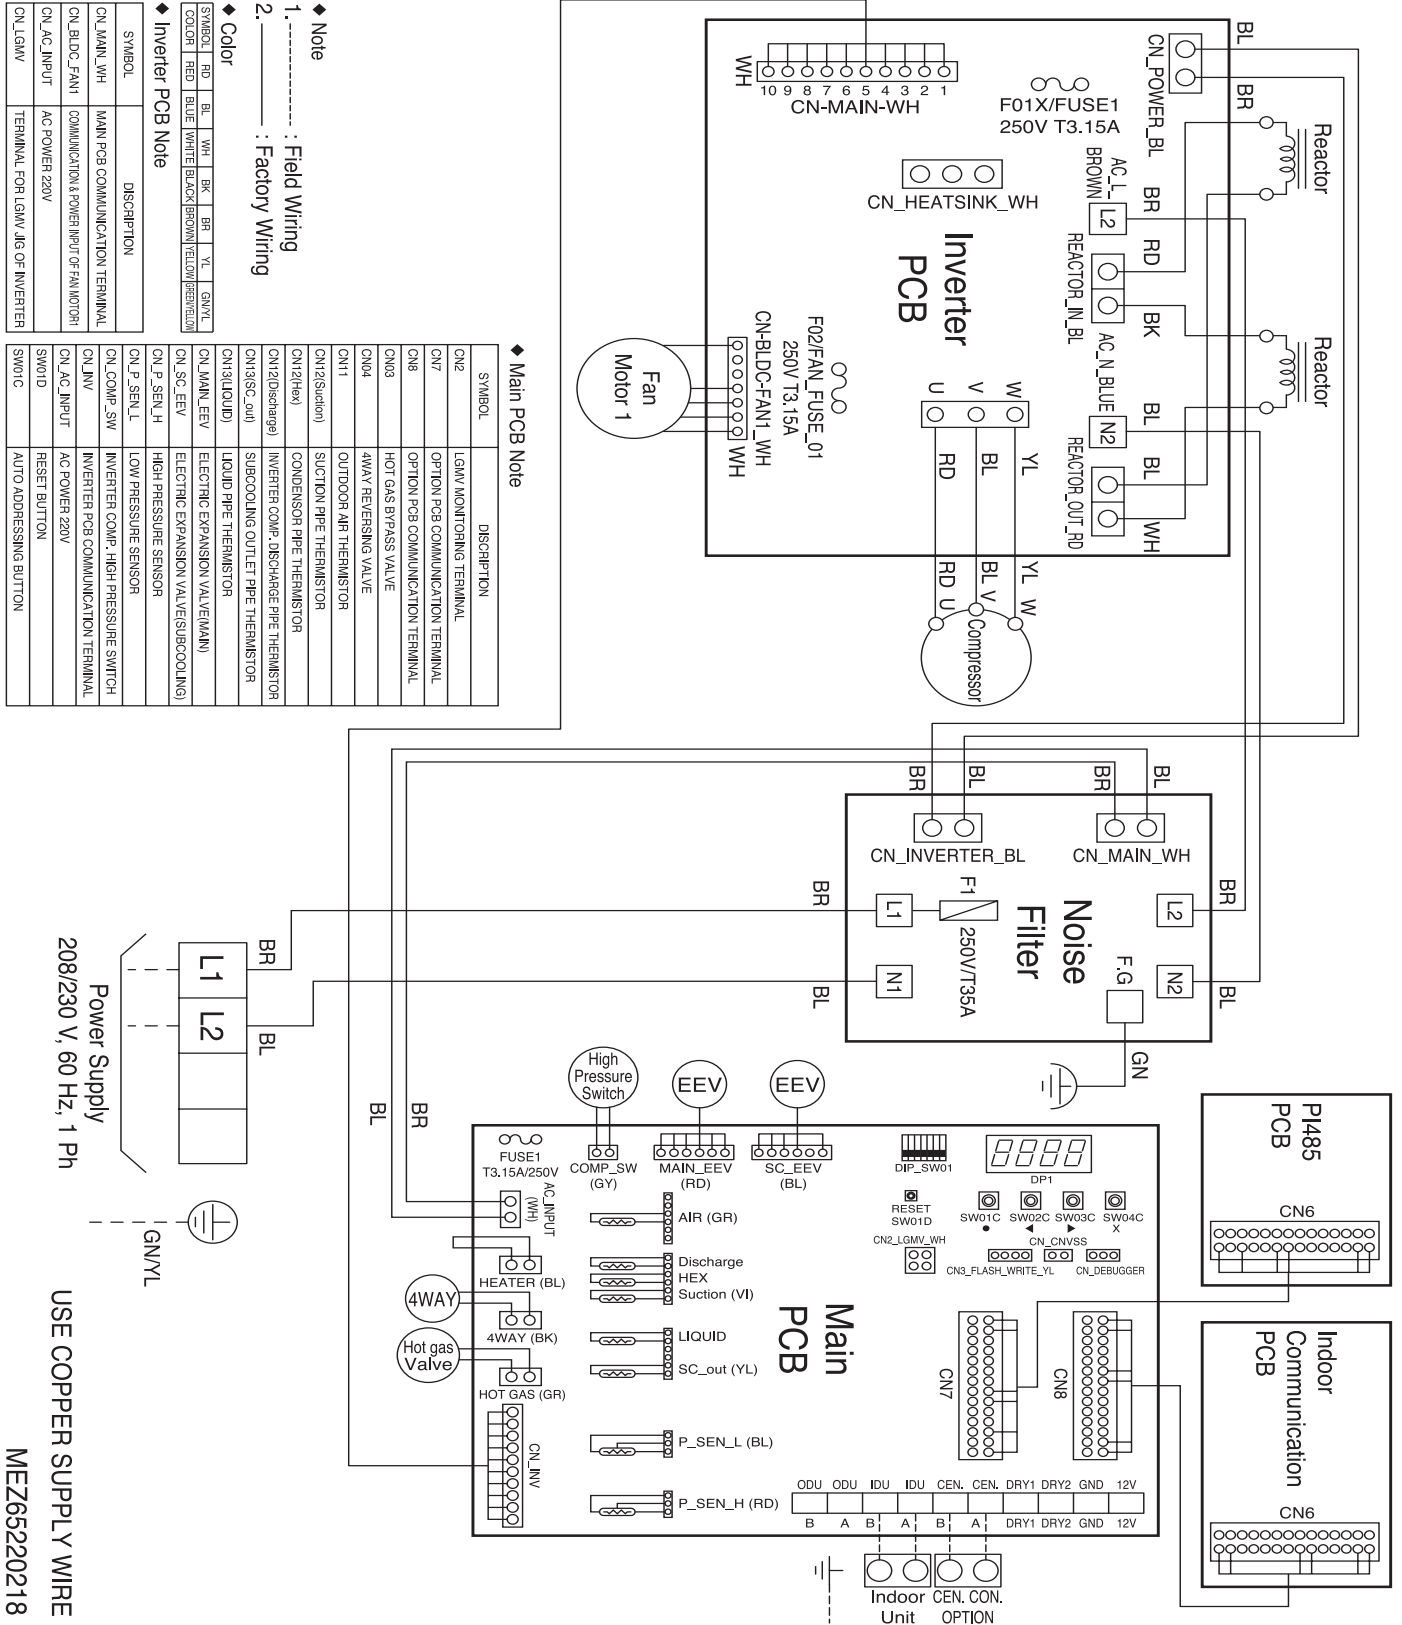 BL
BR
CN_POWER_BL
WH
10 9 8 7 6 5 4 3 2 1
CN-MAIN-WH
F01X/FUSE1
250V T3.15A
CN_HEATSINK_WH
Reactor
Reactor
AC_L_
BROWN
L2
BR
RD
REACTOR_IN_BL
BK
AC_N_BLUE
N2
BL
BL
REACTOR_OUT_RD
WH
Inverter
PCB
F02/FAN_FUSE_01
250V T3.15A
CN-BLDC-FAN1_WH
WH
Fan
Motor 1
W
V
U
YL
BL
RD
YL W
BL V
RD U
Compressor
◆ Note
1.------------- : Field Wiring
2.———— : Factory Wiring
◆ Color
SYMBOL RD BL WH BK BR YL GN/YL
COLOR RED BLUE WHITE BLACK BROWN YELLOW GREEN/YELLOW
◆ Inverter PCB Note
SYMBOL DISCRIPTION
CN_MAIN_WH MAIN PCB COMMUNICATION TERMINAL
CN_BLDC_FAN1 COMMUNICATION & POWER INPUT OF FAN MOTOR1
CN_AC_INPUT AC POWER 220V
CN_LGMV TERMINAL FOR LGMV JIG OF INVERTER
◆ Main PCB Note
SYMBOL DISCRIPTION
CN2 LGMV MONITORING TERMINAL
CN7 OPTION PCB COMMUNICATION TERMINAL
CN8 OPTION PCB COMMUNICATION TERMINAL
CN03 HOT GAS BYPASS VALVE
CN04 4WAY REVERSING VALVE
CN11 OUTDOOR AIR THERMISTOR
CN12(Suction) SUCTION PIPE THERMISTOR
CN12(Hex) CONDENSOR PIPE THERMISTOR
CN12(Discharge) INVERTER COMP. DISCHARGE PIPE THERMISTOR
CN13(SC_out) SUBCOOLING OUTLET PIPE THERMISTOR
CN13(LIQUID) LIQUID PIPE THERMISTOR
CN_MAIN_EEV ELECTRIC EXPANSION VALVE(MAIN)
CN_SC_EEV ELECTRIC EXPANSION VALVE(SUBCOOLING)
CN_P_SEN_H HIGH PRESSURE SENSOR
CN_P_SEN_L LOW PRESSURE SENSOR
CN_COMP_SW INVERTER COMP. HIGH PRESSURE SWITCH
CN_INV INVERTER PCB COMMUNICATION TERMINAL
CN_AC_INPUT AC POWER 220V
SW01D RESET BUTTON
SW01C AUTO ADDRESSING BUTTON
BR
BL
BR
BL
CN_INVERTER_BL
CN_MAIN_WH
Noise
Filter
F1
250V/T35A
L1
N1
L2
N2
F.G
BR
BL
BR
BL
GN
BR
BL
L1
L2
Power Supply
208/230 V, 60 Hz, 1 Ph
GN/YL
BR
BL
High
Pressure
Switch
EEV
EEV
FUSE1
T3.15A/250V
COMP_SW
(GY)
MAIN_EEV
(RD)
SC_EEV
(BL)
AC_INPUT
(WH)
HEATER (BL)
4WAY
4WAY (BK)
Hot gas
Valve
HOT GAS (GR)
CN_INV
AIR (GR)
Discharge
HEX
Suction (VI)
LIQUID
SC_out (YL)
P_SEN_L (BL)
P_SEN_H (RD)
Main
PCB
DIP_SW01
DP1
RESET
SW01D
SW01C SW02C SW03C SW04C
● ◀ ▶ X
CN2_LGMV_WH
CN_CNVSS
CN3_FLASH_WRITE_YL
CN_DEBUGGER
CN7
CN8
ODU ODU IDU IDU CEN. CEN. DRY1 DRY2 GND 12V
B A B A B A DRY1 DRY2 GND 12V
Indoor
Unit
CEN. CON.
OPTION
PI485
PCB
CN6
Indoor
Communication
PCB
CN6
USE COPPER SUPPLY WIRE
MEZ65220218